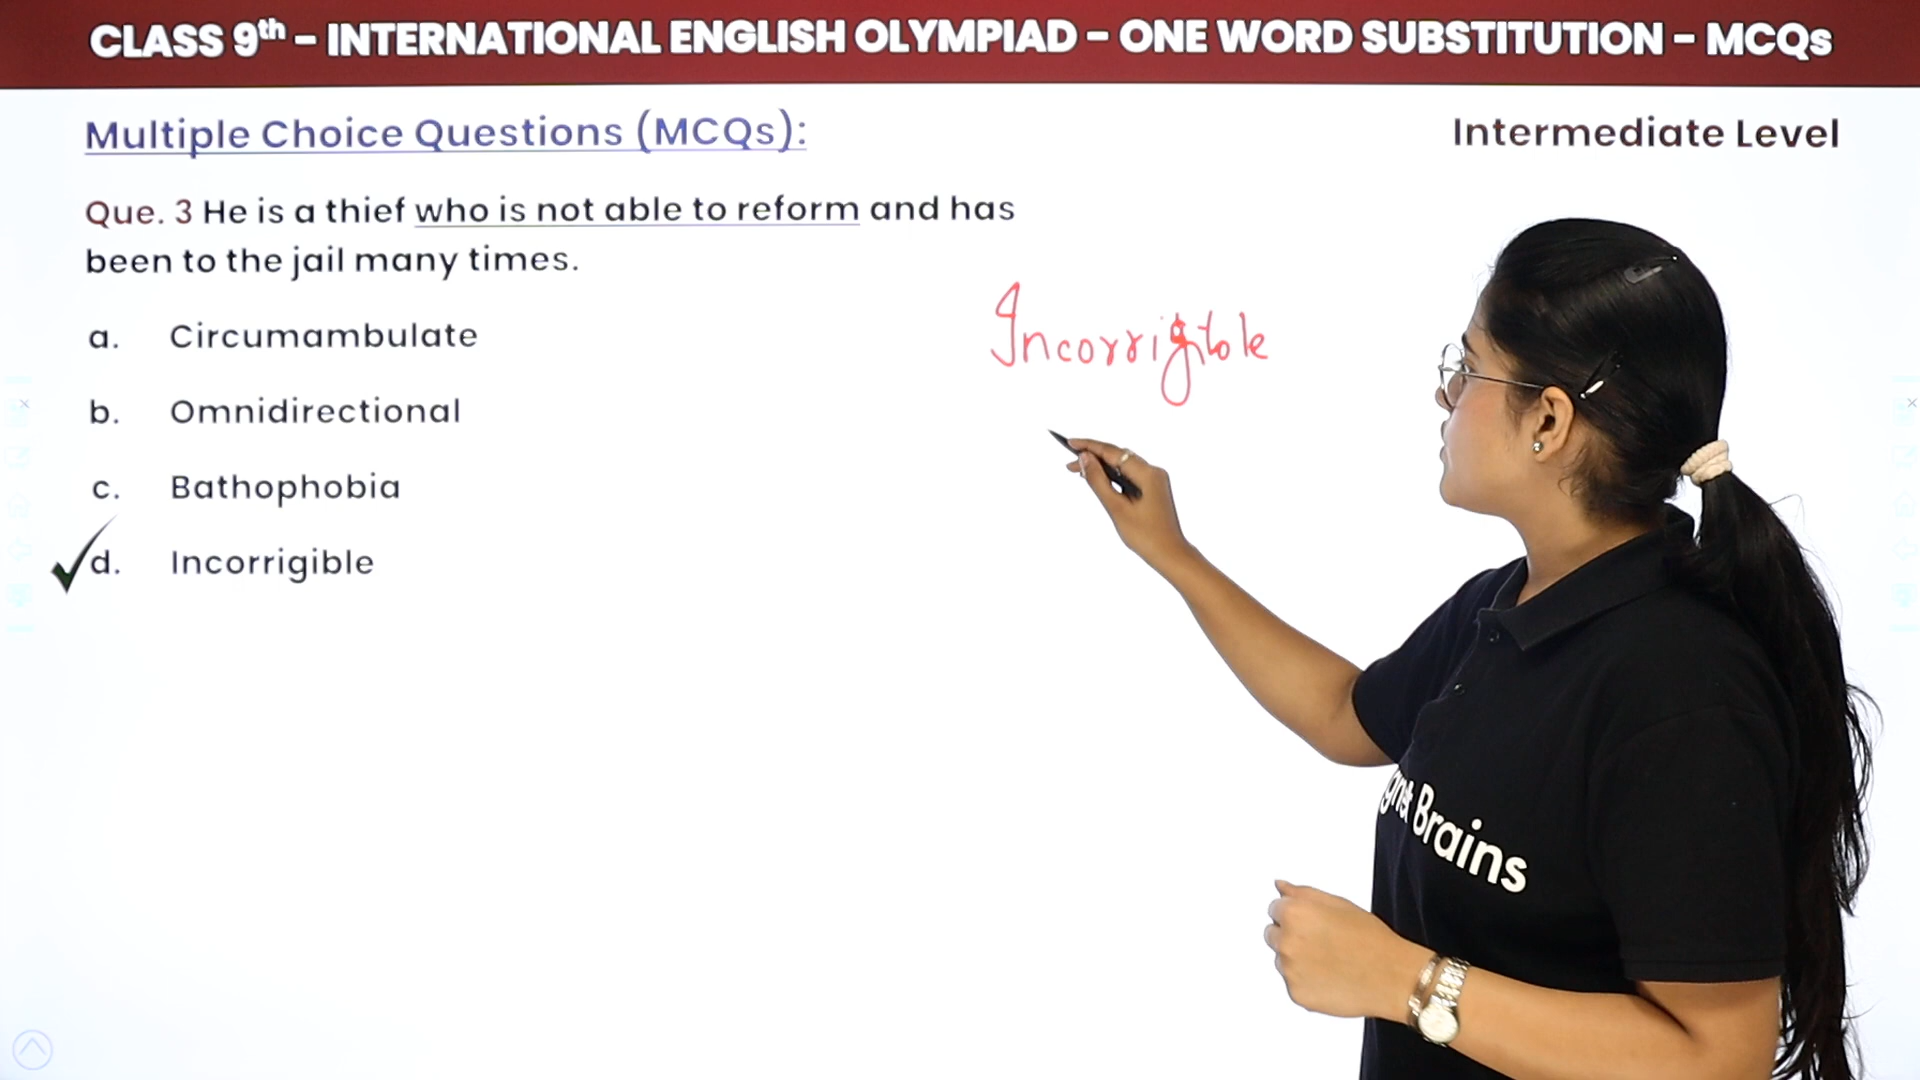 CLASS 9th – INTERNATIONAL ENGLISH OLYMPIAD – ONE WORD SUBSTITUTION – MCQs
Multiple Choice Questions (MCQs):
Intermediate Level
Que. 3 He is a thief who is not able to reform and has
been to the jail many times.
a. Circumambulate
b. Omnidirectional
c. Bathophobia
d. Incorrigible
Incorrigible
Brains